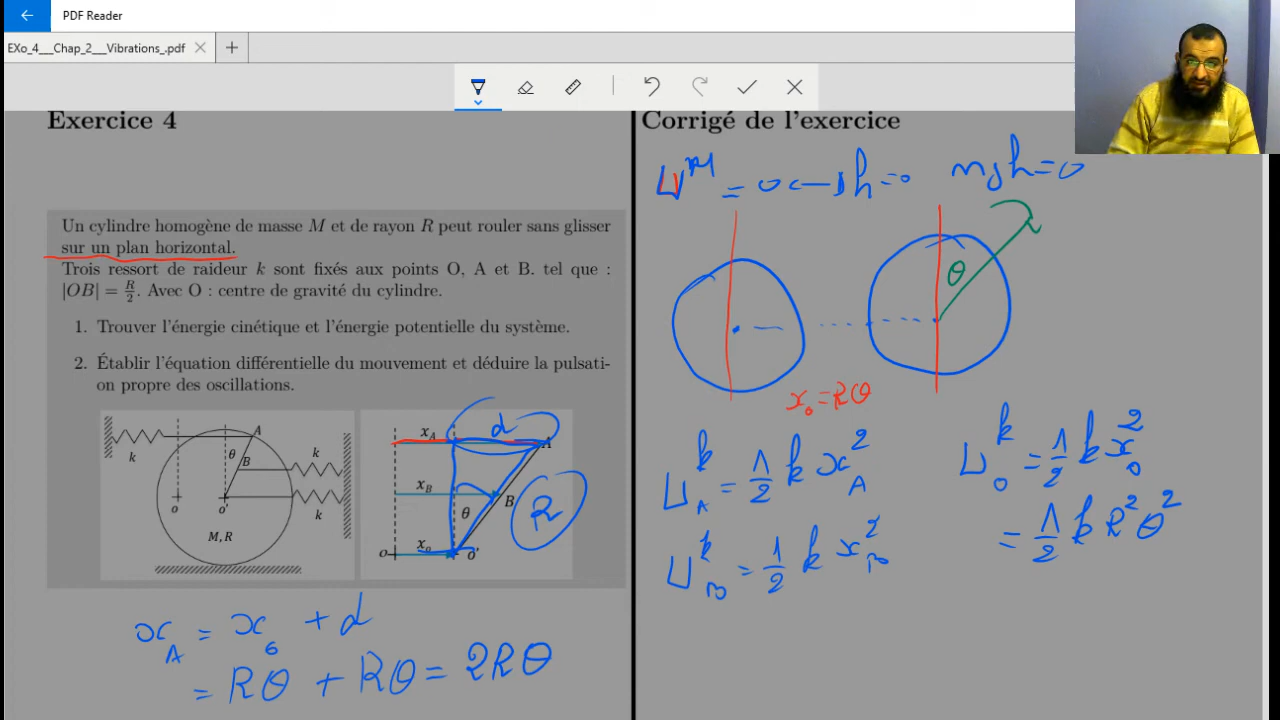 PDF Reader
EXo_4___Chap_2___Vibrations_.pdf
Exercice 4
Un cylindre homogène de masse M et de rayon R peut rouler sans glisser
sur un plan horizontal.
Trois ressort de raideur k sont fixés aux points O, A et B. tel que :
|OB| = R/2. Avec O : centre de gravité du cylindre.
1. Trouver l'énergie cinétique et l'énergie potentielle du système.
2. Établir l'équation différentielle du mouvement et déduire la pulsati-
on propre des oscillations.
k
A
θ
B
k
o
o'
k
M, R
x_A
d
A
x_B
B
θ
R
o
x_o
o'
x_A = x_o + d
= Rθ + Rθ = 2Rθ
Corrigé de l'exercice
U^M = 0 ← h=0
mgh=0
θ
x_o = Rθ
U_A^k = 1/2 k x_A^2
U_o^k = 1/2 k x_o^2
= 1/2 k R^2 θ^2
U_B^k = 1/2 k x_B^2